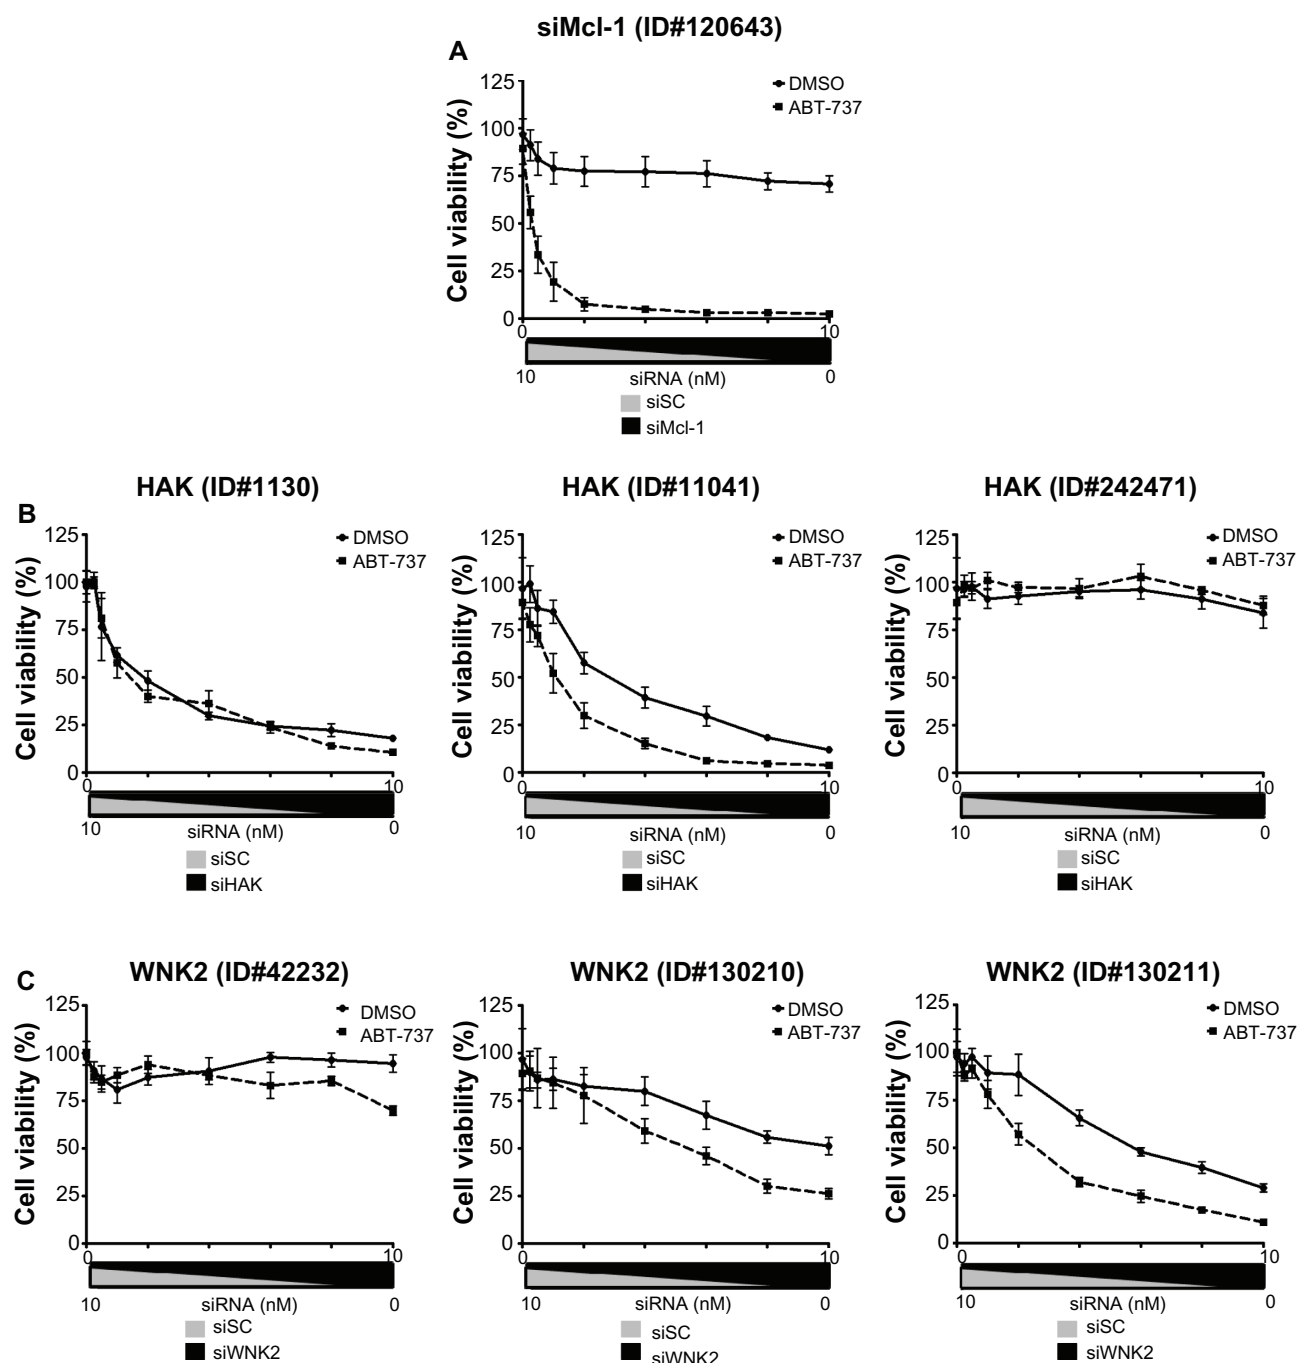 siMcl-1 (ID#120643)
A
DMSO
ABT-737
Cell viability (%)
125
100
75
50
25
0
0
10
10
siRNA (nM)
0
siSC
siMcl-1
B
HAK (ID#1130)
DMSO
ABT-737
Cell viability (%)
125
100
75
50
25
0
0
10
10
siRNA (nM)
0
siSC
siHAK
HAK (ID#11041)
DMSO
ABT-737
Cell viability (%)
125
100
75
50
25
0
0
10
10
siRNA (nM)
0
siSC
siHAK
HAK (ID#242471)
DMSO
ABT-737
Cell viability (%)
125
100
75
50
25
0
0
10
10
siRNA (nM)
0
siSC
siHAK
C
WNK2 (ID#42232)
DMSO
ABT-737
Cell viability (%)
125
100
75
50
25
0
0
10
10
siRNA (nM)
0
siSC
siWNK2
WNK2 (ID#130210)
DMSO
ABT-737
Cell viability (%)
125
100
75
50
25
0
0
10
10
siRNA (nM)
0
siSC
siWNK2
WNK2 (ID#130211)
DMSO
ABT-737
Cell viability (%)
125
100
75
50
25
0
0
10
10
siRNA (nM)
0
siSC
siWNK2